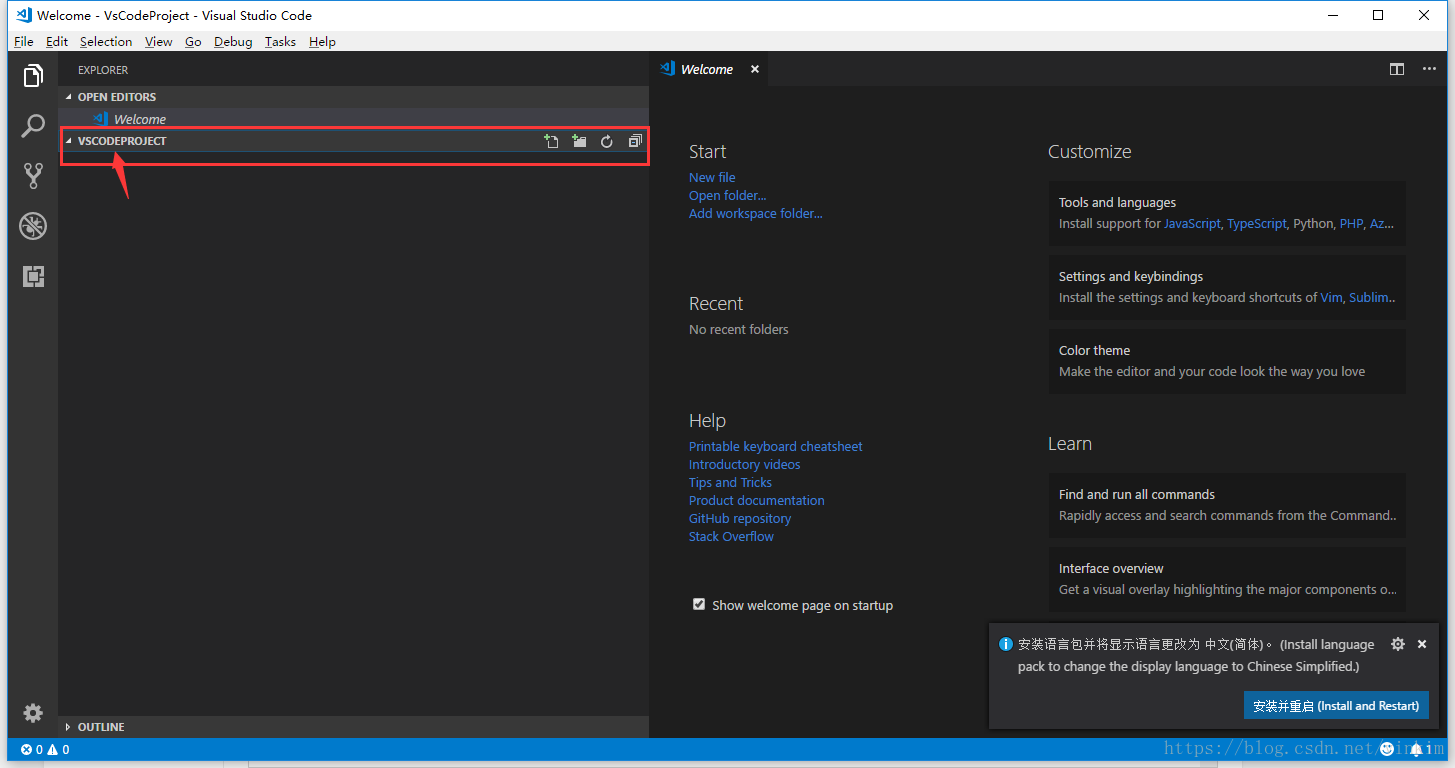 Welcome - VsCodeProject - Visual Studio Code
File Edit Selection View Go Debug Tasks Help
EXPLORER
OPEN EDITORS
Welcome
VSCODEPROJECT
OUTLINE
Welcome
Start
New file
Open folder...
Add workspace folder...
Recent
No recent folders
Help
Printable keyboard cheatsheet
Introductory videos
Tips and Tricks
Product documentation
GitHub repository
Stack Overflow
Show welcome page on startup
Customize
Tools and languages
Install support for JavaScript, TypeScript, Python, PHP, Az...
Settings and keybindings
Install the settings and keyboard shortcuts of Vim, Sublim..
Color theme
Make the editor and your code look the way you love
Learn
Find and run all commands
Rapidly access and search commands from the Command..
Interface overview
Get a visual overlay highlighting the major components o...
安装语言包并将显示语言更改为 中文(简体)。 (Install language
pack to change the display language to Chinese Simplified.)
安装并重启 (Install and Restart)
0 0
1
https://blog.csdn.net/